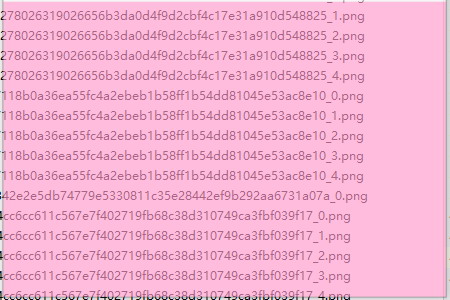 278026319026656b3da0d4f9d2cbf4c17e31a910d548825_1.png
278026319026656b3da0d4f9d2cbf4c17e31a910d548825_2.png
278026319026656b3da0d4f9d2cbf4c17e31a910d548825_3.png
278026319026656b3da0d4f9d2cbf4c17e31a910d548825_4.png
118b0a36ea55fc4a2ebeb1b58ff1b54dd81045e53ac8e10_0.png
118b0a36ea55fc4a2ebeb1b58ff1b54dd81045e53ac8e10_1.png
118b0a36ea55fc4a2ebeb1b58ff1b54dd81045e53ac8e10_2.png
118b0a36ea55fc4a2ebeb1b58ff1b54dd81045e53ac8e10_3.png
118b0a36ea55fc4a2ebeb1b58ff1b54dd81045e53ac8e10_4.png
42e2e5db74779e5330811c35e28442ef9b292aa6731a07a_0.png
4cc6cc611c567e7f402719fb68c38d310749ca3fbf039f17_0.png
4cc6cc611c567e7f402719fb68c38d310749ca3fbf039f17_1.png
4cc6cc611c567e7f402719fb68c38d310749ca3fbf039f17_2.png
4cc6cc611c567e7f402719fb68c38d310749ca3fbf039f17_3.png
4cc6cc611c567e7f402719fb68c38d310749ca3fbf039f17_4.png